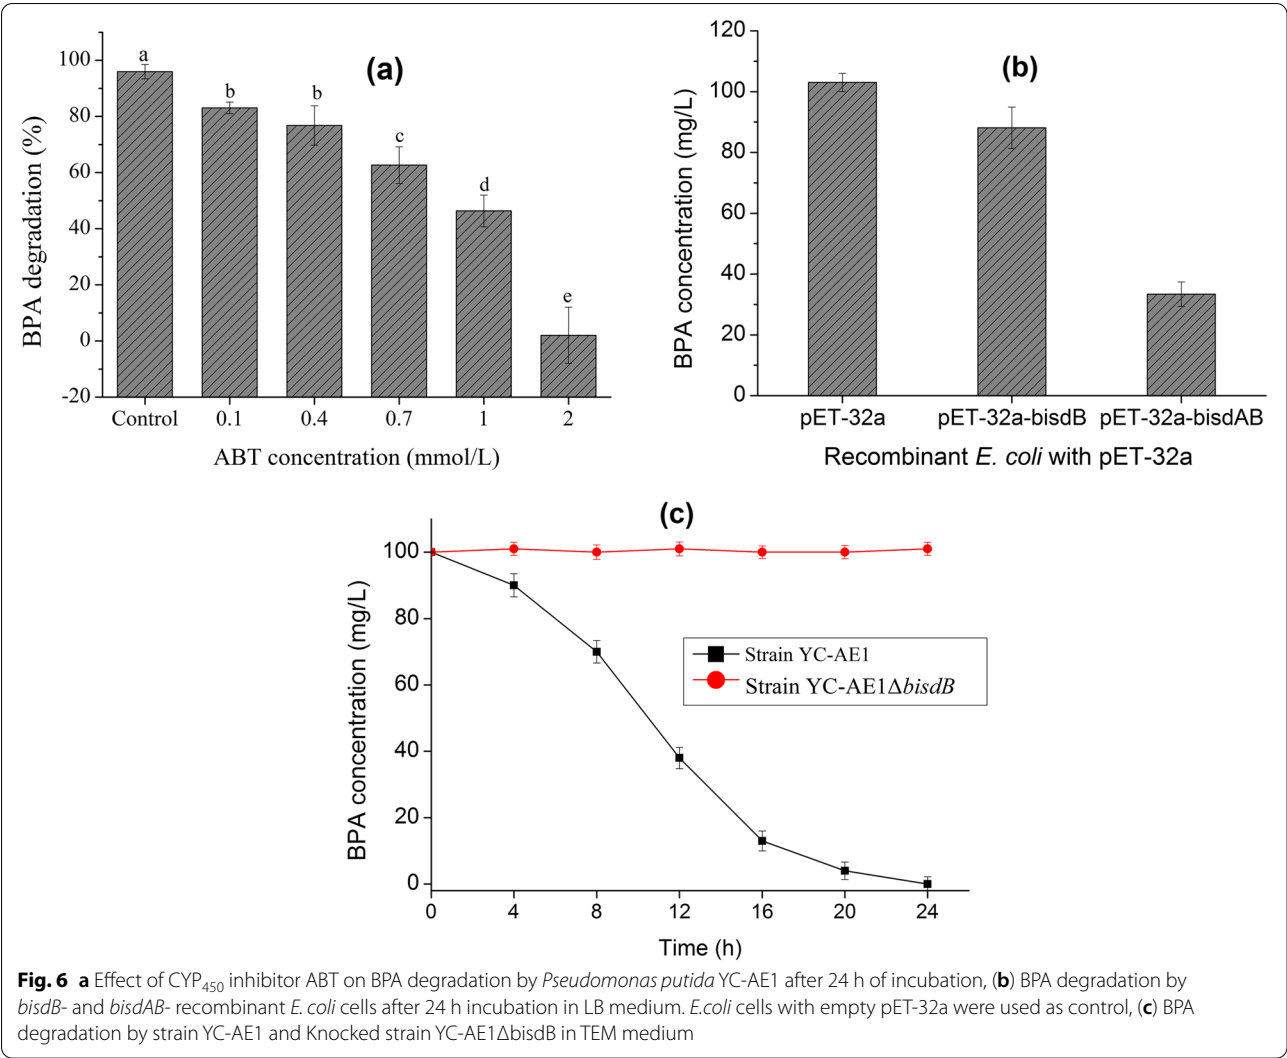 (a)
BPA degradation (%)
100
80
60
40
20
0
-20
a
b
b
c
d
e
Control 0.1 0.4 0.7 1 2
ABT concentration (mmol/L)
(b)
BPA concentration (mg/L)
120
100
80
60
40
20
0
pET-32a pET-32a-bisdB pET-32a-bisdAB
Recombinant E. coli with pET-32a
(c)
BPA concentration (mg/L)
100
80
60
40
20
0
Strain YC-AE1
Strain YC-AE1ΔbisdB
0 4 8 12 16 20 24
Time (h)
Fig. 6 a Effect of CYP450 inhibitor ABT on BPA degradation by Pseudomonas putida YC-AE1 after 24 h of incubation, (b) BPA degradation by
bisdB- and bisdAB- recombinant E. coli cells after 24 h incubation in LB medium. E.coli cells with empty pET-32a were used as control, (c) BPA
degradation by strain YC-AE1 and Knocked strain YC-AE1ΔbisdB in TEM medium